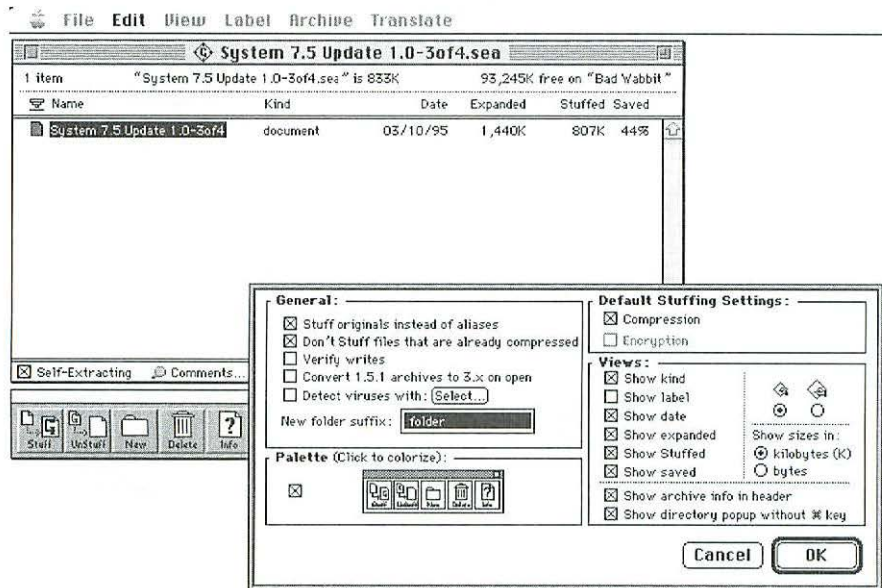 File Edit View Label Archive Translate
System 7.5 Update 1.0-3of4.sea
1 item "System 7.5 Update 1.0-3of4.sea" is 833K 93,245K free on "Bad Wabbit"
Name Kind Date Expanded Stuffed Saved
System 7.5 Update 1.0-3of4 document 03/10/95 1,440K 807K 44%
Self-Extracting Comments...
Stuff UnStuff New Delete Info
General:
Stuff originals instead of aliases
Don't Stuff files that are already compressed
Verify writes
Convert 1.5.1 archives to 3.x on open
Detect viruses with: Select...
New folder suffix: folder
Palette (Click to colorize):
Stuff UnStuff New Delete Info
Default Stuffing Settings:
Compression
Encryption
Views:
Show kind
Show label
Show date
Show expanded
Show Stuffed
Show saved
Show sizes in:
kilobytes (K)
bytes
Show archive info in header
Show directory popup without ⌘ key
Cancel OK